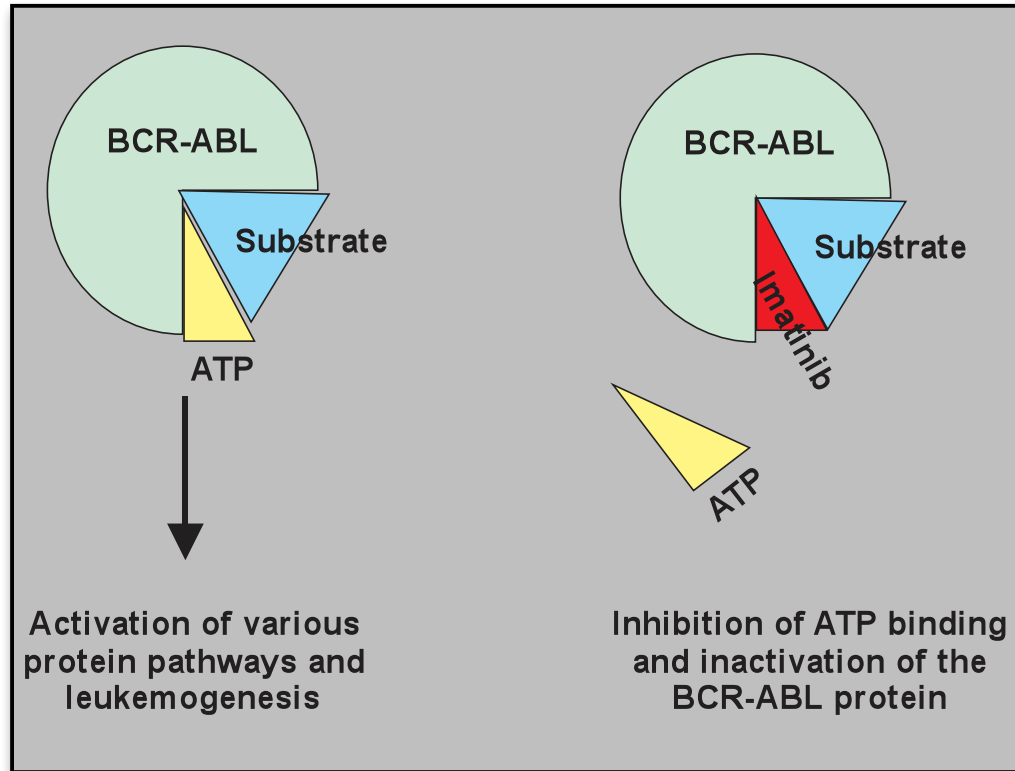 BCR-ABL
Substrate
ATP
Activation of various
protein pathways and
leukemogenesis
BCR-ABL
Substrate
Imatinib
ATP
Inhibition of ATP binding
and inactivation of the
BCR-ABL protein